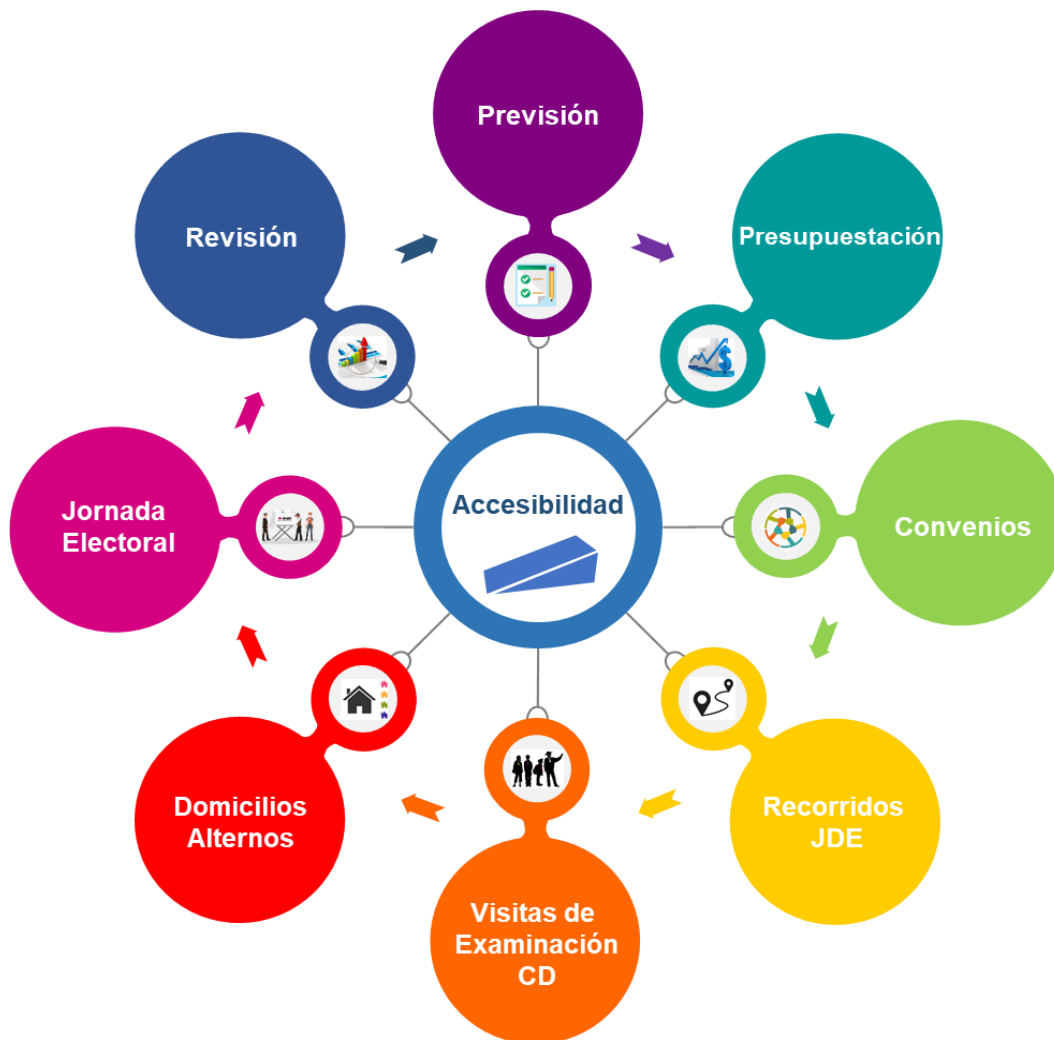 Previsión
Presupuestación
Convenios
Recorridos
JDE
Visitas de
Examinación
CD
Domicilios
Alternos
Jornada
Electoral
Revisión
Accesibilidad